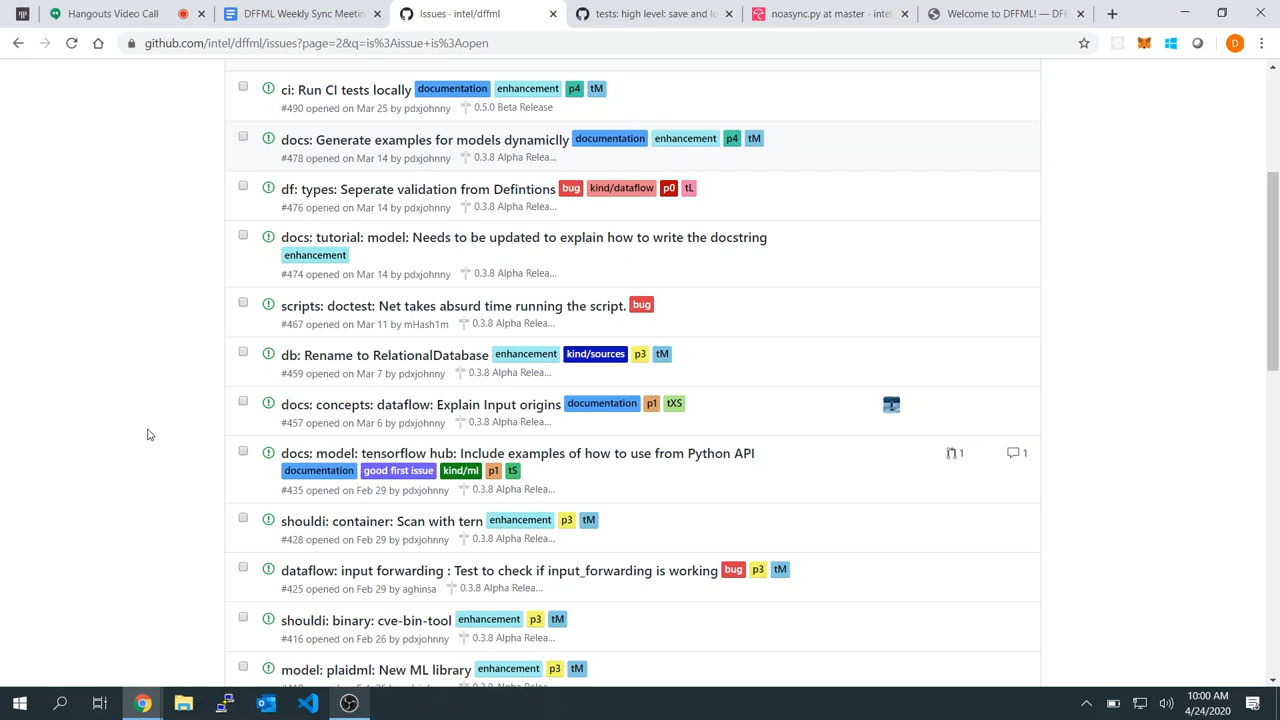 Hangouts Video Call
DFFML Weekly Sync Meetin
Issues · intel/dffml
tests: high level: save and lo
noasync.py at master · inte
Welcome to DFFML! — DF
github.com/intel/dffml/issues?page=2&q=is%3Aissue+is%3Aopen
D
ci: Run CI tests locally documentation enhancement p4 tM
#490 opened on Mar 25 by pdxjohnny 0.5.0 Beta Release
docs: Generate examples for models dynamiclly documentation enhancement p4 tM
#478 opened on Mar 14 by pdxjohnny 0.3.8 Alpha Relea...
df: types: Seperate validation from Defintions bug kind/dataflow p0 tL
#476 opened on Mar 14 by pdxjohnny 0.3.8 Alpha Relea...
docs: tutorial: model: Needs to be updated to explain how to write the docstring
enhancement
#474 opened on Mar 14 by pdxjohnny 0.3.8 Alpha Relea...
scripts: doctest: Net takes absurd time running the script. bug
#467 opened on Mar 11 by mHash1m 0.3.8 Alpha Relea...
db: Rename to RelationalDatabase enhancement kind/sources p3 tM
#459 opened on Mar 7 by pdxjohnny 0.3.8 Alpha Relea...
docs: concepts: dataflow: Explain Input origins documentation p1 tXS
#457 opened on Mar 6 by pdxjohnny 0.3.8 Alpha Relea...
docs: model: tensorflow hub: Include examples of how to use from Python API 1 1
documentation good first issue kind/ml p1 tS
#435 opened on Feb 29 by pdxjohnny 0.3.8 Alpha Relea...
shouldi: container: Scan with tern enhancement p3 tM
#428 opened on Feb 29 by pdxjohnny 0.3.8 Alpha Relea...
dataflow: input forwarding : Test to check if input_forwarding is working bug p3 tM
#425 opened on Feb 29 by aghinsa 0.3.8 Alpha Relea...
shouldi: binary: cve-bin-tool enhancement p3 tM
#416 opened on Feb 26 by pdxjohnny 0.3.8 Alpha Relea...
model: plaidml: New ML library enhancement p3 tM
10:00 AM
4/24/2020